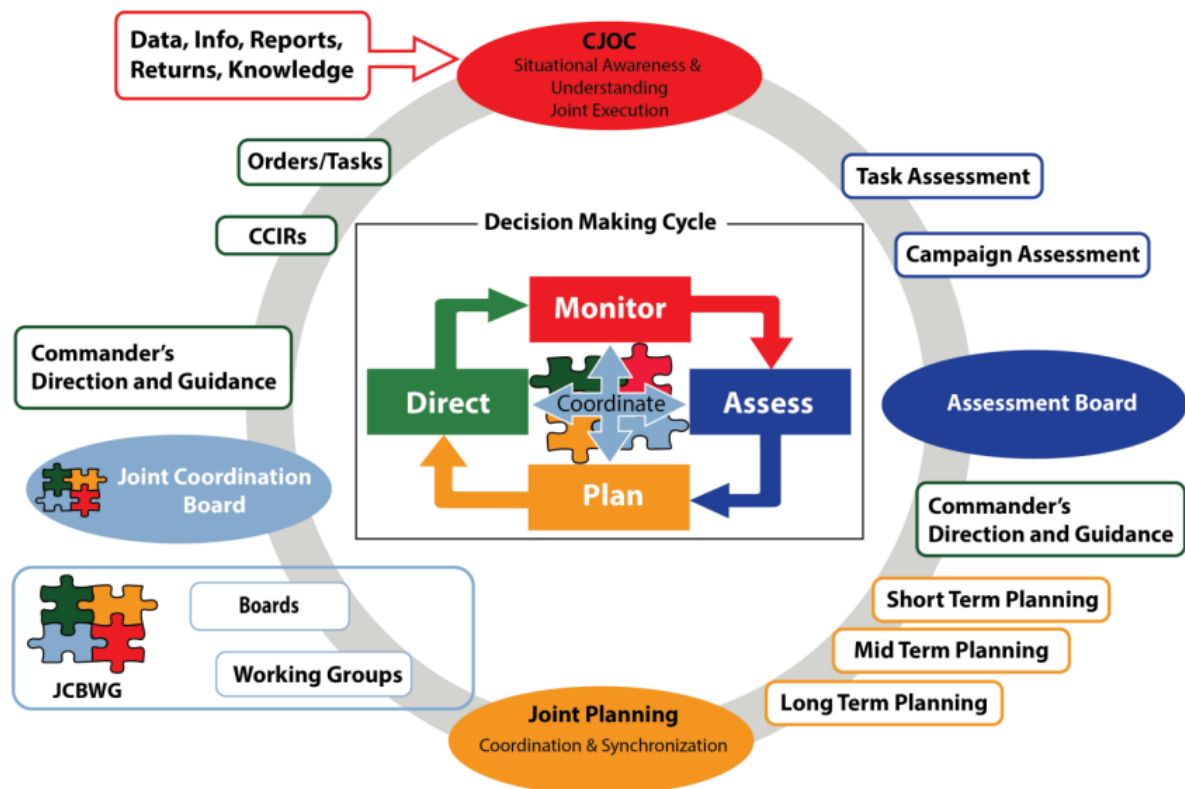 Data, Info, Reports,
Returns, Knowledge
CJOC
Situational Awareness &
Understanding
Joint Execution
Orders/Tasks
Task Assessment
CCIRs
Campaign Assessment
Decision Making Cycle
Monitor
Direct
Coordinate
Assess
Plan
Commander's
Direction and Guidance
Assessment Board
Joint Coordination
Board
Commander's
Direction and Guidance
Boards
Working Groups
JCBWG
Short Term Planning
Mid Term Planning
Long Term Planning
Joint Planning
Coordination & Synchronization